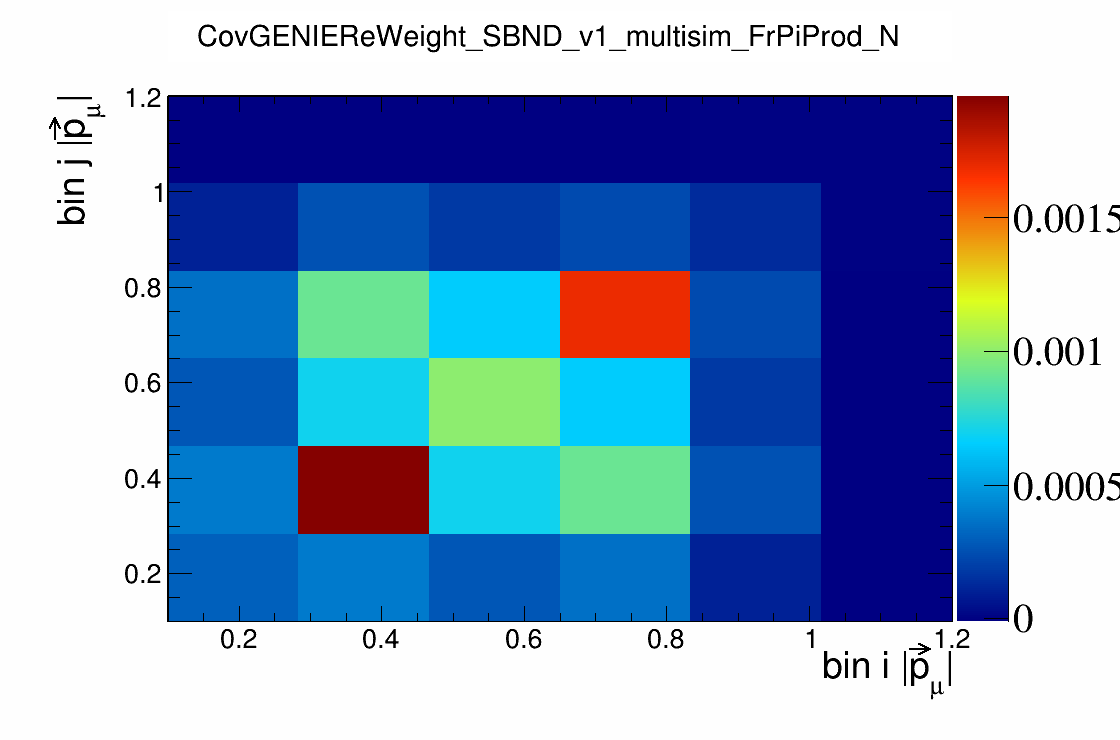 CovGENIEReWeight_SBND_v1_multisim_FrPiProd_N
bin j |p⃗μ|
1.2
1
0.8
0.6
0.4
0.2
0.2 0.4 0.6 0.8 1 1.2
bin i |p⃗μ|
0.0015
0.001
0.0005
0